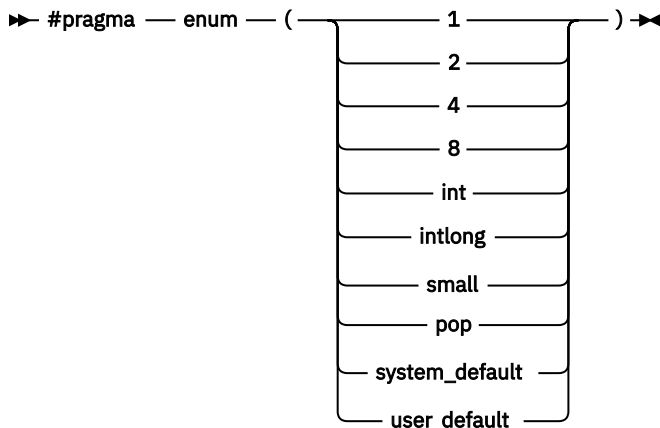 #pragma enum ( 1 )
2
4
8
int
intlong
small
pop
system_default
user default